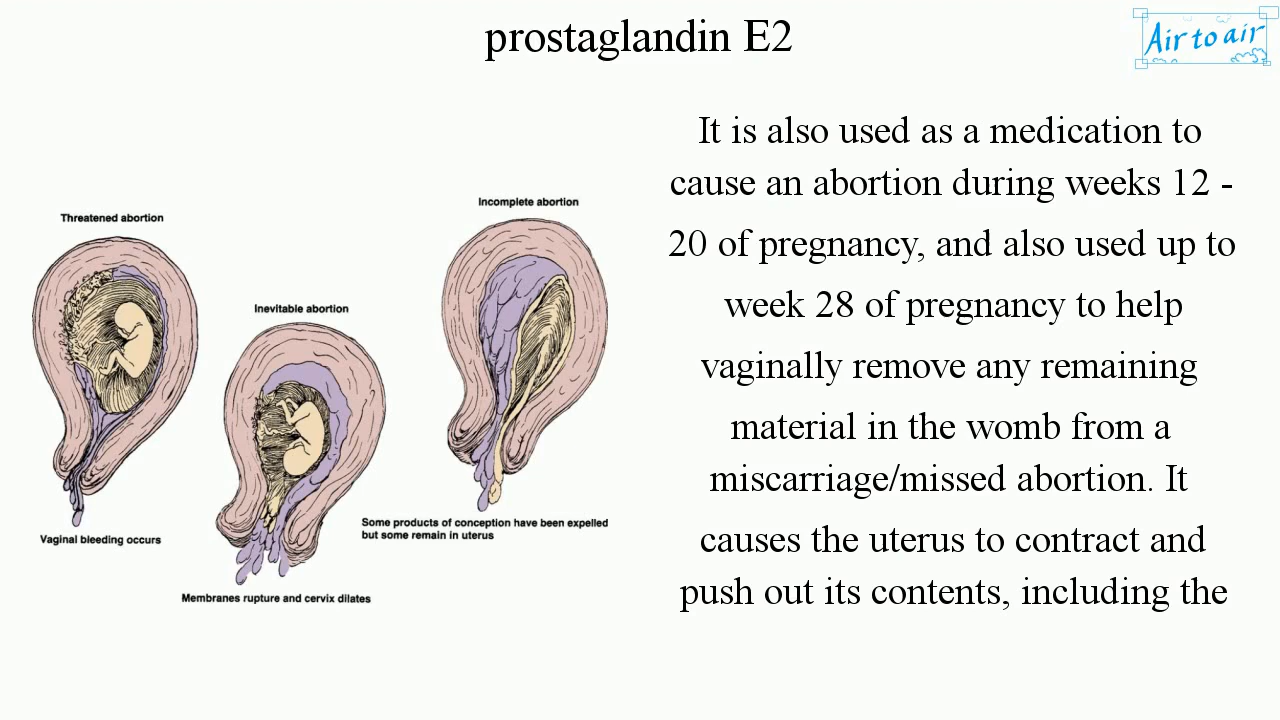 prostaglandin E2
Air to air
It is also used as a medication to
cause an abortion during weeks 12 -
20 of pregnancy, and also used up to
week 28 of pregnancy to help
vaginally remove any remaining
material in the womb from a
miscarriage/missed abortion. It
causes the uterus to contract and
push out its contents, including the
Threatened abortion
Vaginal bleeding occurs
Inevitable abortion
Membranes rupture and cervix dilates
Incomplete abortion
Some products of conception have been expelled
but some remain in uterus